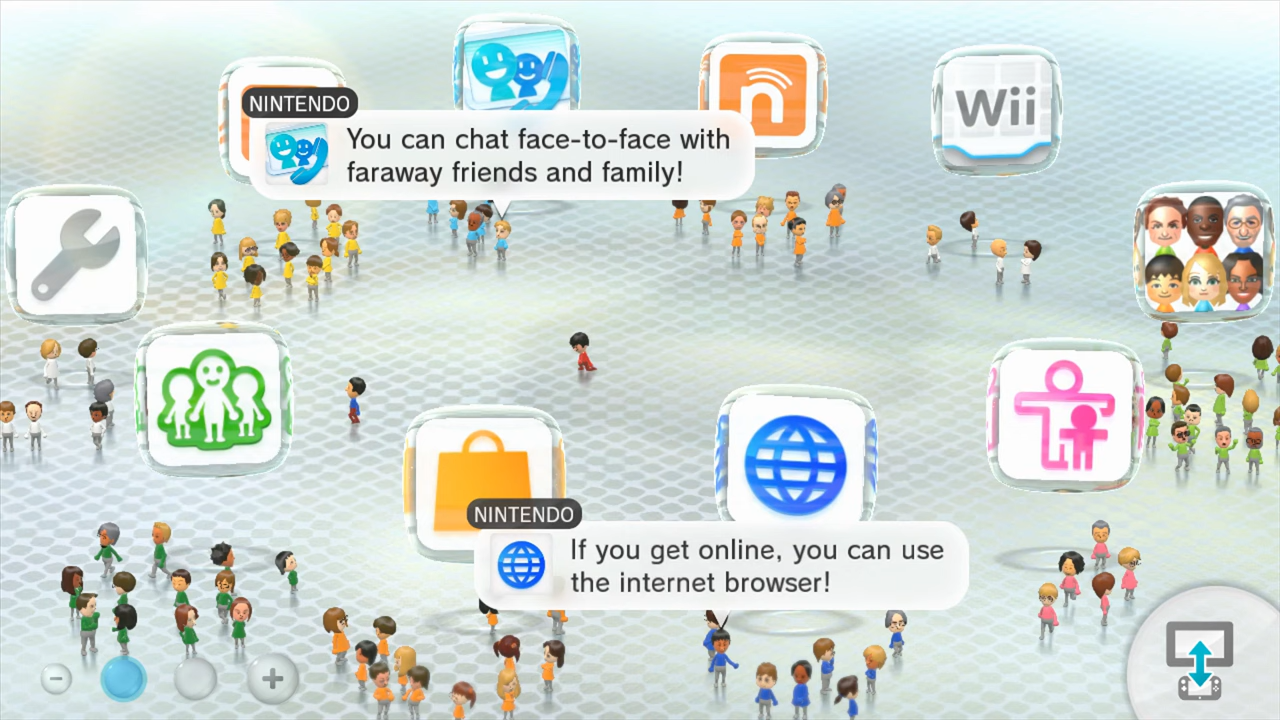 NINTENDO
You can chat face-to-face with
faraway friends and family!
n
Wii
NINTENDO
If you get online, you can use
the internet browser!